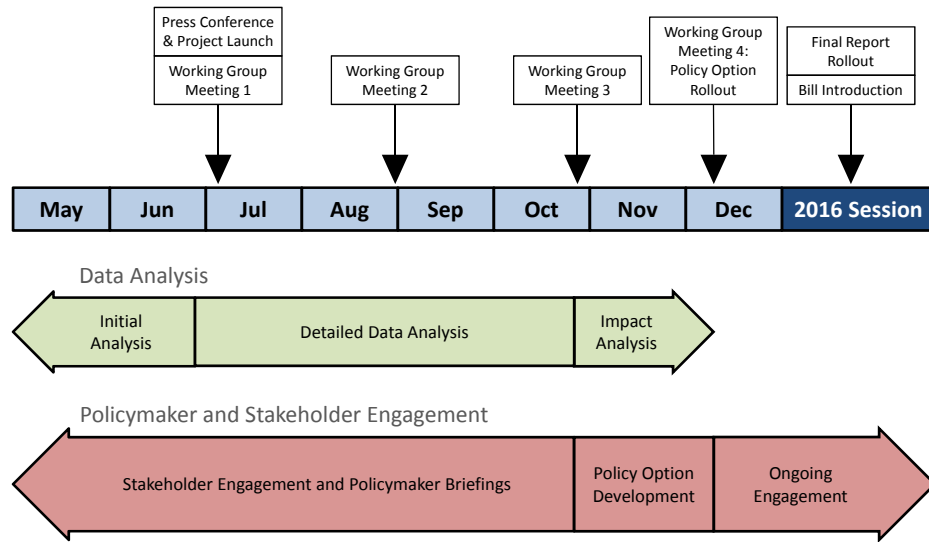 Press Conference
& Project Launch
Working Group
Meeting 1
Working Group
Meeting 2
Working Group
Meeting 3
Working Group
Meeting 4:
Policy Option
Rollout
Final Report
Rollout
Bill Introduction
May Jun Jul Aug Sep Oct Nov Dec 2016 Session
Data Analysis
Initial
Analysis
Detailed Data Analysis
Impact
Analysis
Policymaker and Stakeholder Engagement
Stakeholder Engagement and Policymaker Briefings
Policy Option
Development
Ongoing
Engagement